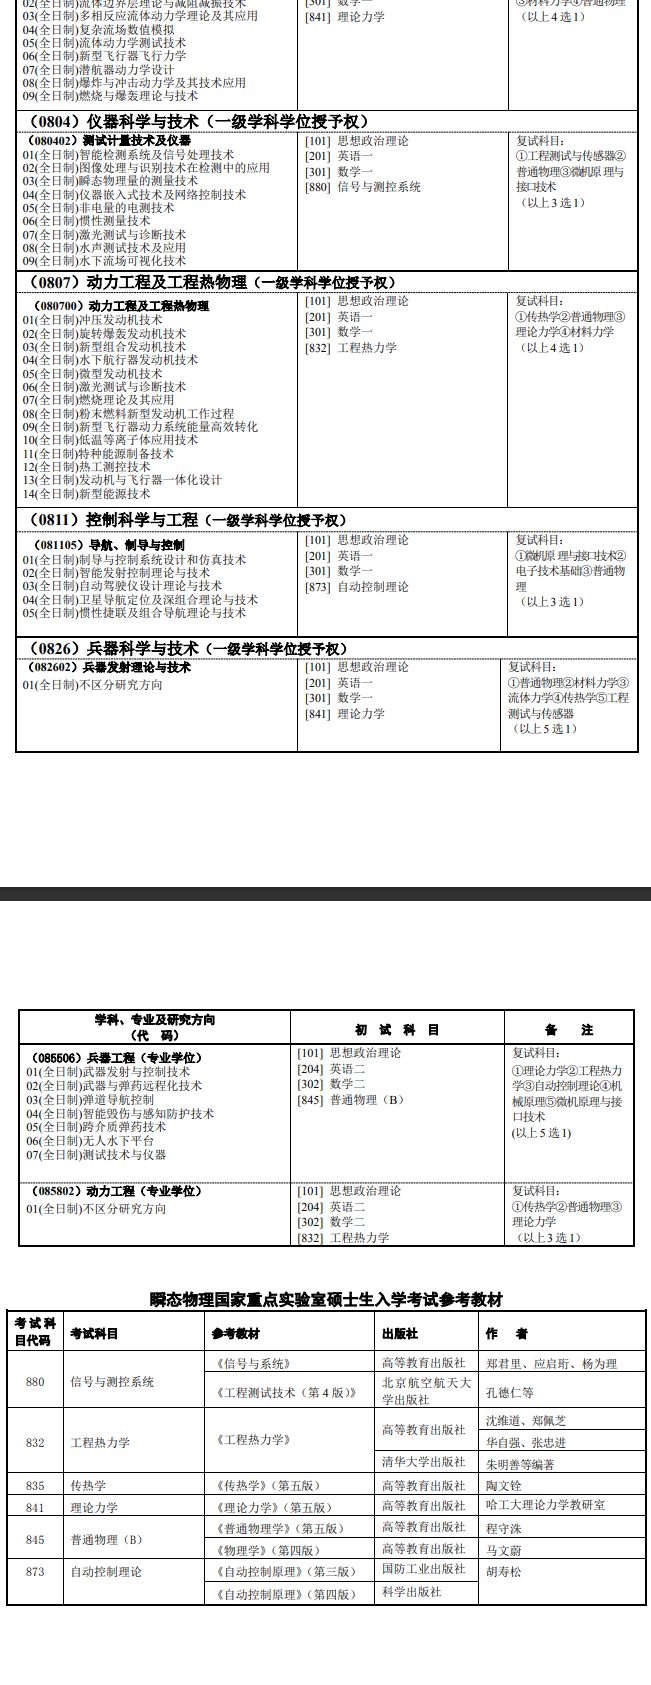 02(全日制)流体边界层理论与减阻减振技术
03(全日制)多相反应流体动力学理论及其应用
04(全日制)复杂流场数值模拟
05(全日制)流体动力学测试技术
06(全日制)新型飞行器飞行力学
07(全日制)潜航器动力学设计
08(全日制)爆炸与冲击动力学及其技术应用
09(全日制)燃烧与爆轰理论与技术
[301] 数学一
[841] 理论力学
③材料力学④普通物理
（以上 4 选 1）
（0804）仪器科学与技术（一级学科学位授予权）
（080402）测试计量技术及仪器
01(全日制)智能检测系统及信号处理技术
02(全日制)图像处理与识别技术在检测中的应用
03(全日制)瞬态物理量的测量技术
04(全日制)仪器嵌入式技术及网络控制技术
05(全日制)非电量的电测技术
06(全日制)惯性测量技术
07(全日制)激光测试与诊断技术
08(全日制)水声测试技术及应用
09(全日制)水下流场可视化技术
[101] 思想政治理论
[201] 英语一
[301] 数学一
[880] 信号与测控系统
复试科目：
①工程测试与传感器②
普通物理③微机原 理与
接口技术
（以上 3 选 1）
（0807）动力工程及工程热物理（一级学科学位授予权）
（080700）动力工程及工程热物理
01(全日制)冲压发动机技术
02(全日制)旋转爆轰发动机技术
03(全日制)新型组合发动机技术
04(全日制)水下航行器发动机技术
05(全日制)微型发动机技术
06(全日制)激光测试与诊断技术
07(全日制)燃烧理论及其应用
08(全日制)粉末燃料新型发动机工作过程
09(全日制)新型飞行器动力系统能量高效转化
10(全日制)低温等离子体应用技术
11(全日制)特种能源制备技术
12(全日制)热工测控技术
13(全日制)发动机与飞行器一体化设计
14(全日制)新型能源技术
[101] 思想政治理论
[201] 英语一
[301] 数学一
[832] 工程热力学
复试科目：
①传热学②普通物理③
理论力学④材料力学
（以上 4 选 1）
（0811）控制科学与工程（一级学科学位授予权）
（081105）导航、制导与控制
01(全日制)制导与控制系统设计和仿真技术
02(全日制)智能发射控制理论与技术
03(全日制)自动驾驶仪设计理论与技术
04(全日制)卫星导航定位及深组合理论与技术
05(全日制)惯性捷联及组合导航理论与技术
[101] 思想政治理论
[201] 英语一
[301] 数学一
[873] 自动控制理论
复试科目：
①微机原 理与接口技术②
电子技术基础③普通物
理
（以上 3 选 1）
（0826）兵器科学与技术（一级学科学位授予权）
（082602）兵器发射理论与技术
01(全日制)不区分研究方向
[101] 思想政治理论
[201] 英语一
[301] 数学一
[841] 理论力学
复试科目：
①普通物理②材料力学③
流体力学④传热学⑤工程
测试与传感器
（以上 5 选 1）
学科、专业及研究方向
（代 码）
初 试 科 目
备 注
（085506）兵器工程（专业学位）
01(全日制)武器发射与控制技术
02(全日制)武器与弹药远程化技术
03(全日制)弹道导航控制
04(全日制)智能毁伤与感知防护技术
05(全日制)跨介质弹药技术
06(全日制)无人水下平台
07(全日制)测试技术与仪器
[101] 思想政治理论
[204] 英语二
[302] 数学二
[845] 普通物理（B）
复试科目：
①理论力学②工程热力
学③自动控制理论④机
械原理⑤微机原理与接
口技术
(以上 5 选 1)
（085802）动力工程（专业学位）
01(全日制)不区分研究方向
[101] 思想政治理论
[204] 英语二
[302] 数学二
[832] 工程热力学
复试科目：
①传热学②普通物理③
理论力学
（以上 3 选 1）
瞬态物理国家重点实验室硕士生入学考试参考教材
考 试 科
目代码
考试科目
参考教材
出版社
作 者
880
信号与测控系统
《信号与系统》
高等教育出版社
郑君里、应启珩、杨为理
《工程测试技术（第 4 版）》
北京航空航天大
学出版社
孔德仁等
832
工程热力学
《工程热力学》
高等教育出版社
沈维道、郑佩芝
华自强、张忠进
清华大学出版社
朱明善等编著
835
传热学
《传热学》（第五版）
高等教育出版社
陶文铨
841
理论力学
《理论力学》（第五版）
高等教育出版社
哈工大理论力学教研室
845
普通物理（B）
《普通物理学》（第五版）
高等教育出版社
程守洙
《物理学》（第四版）
高等教育出版社
马文蔚
873
自动控制理论
《自动控制原理》（第三版）
国防工业出版社
胡寿松
《自动控制原理》（第四版）
科学出版社